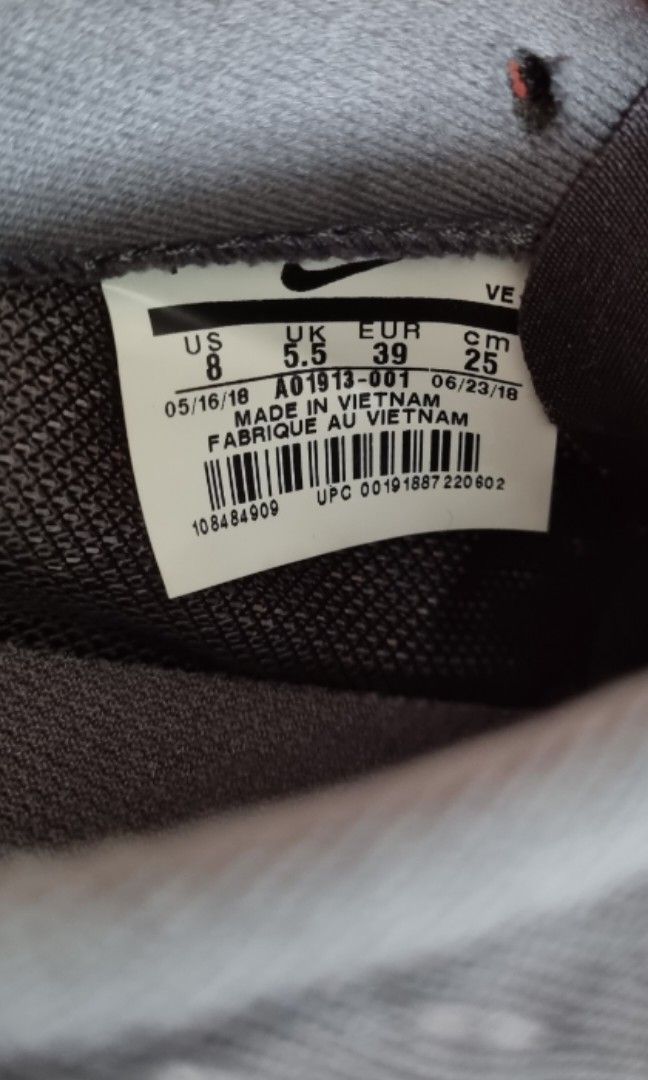 VE
US UK EUR cm
8 5.5 39 25
05/16/18 AO1913-001 06/23/18
MADE IN VIETNAM
FABRIQUE AU VIETNAM
108484909 UPC 00191887220602